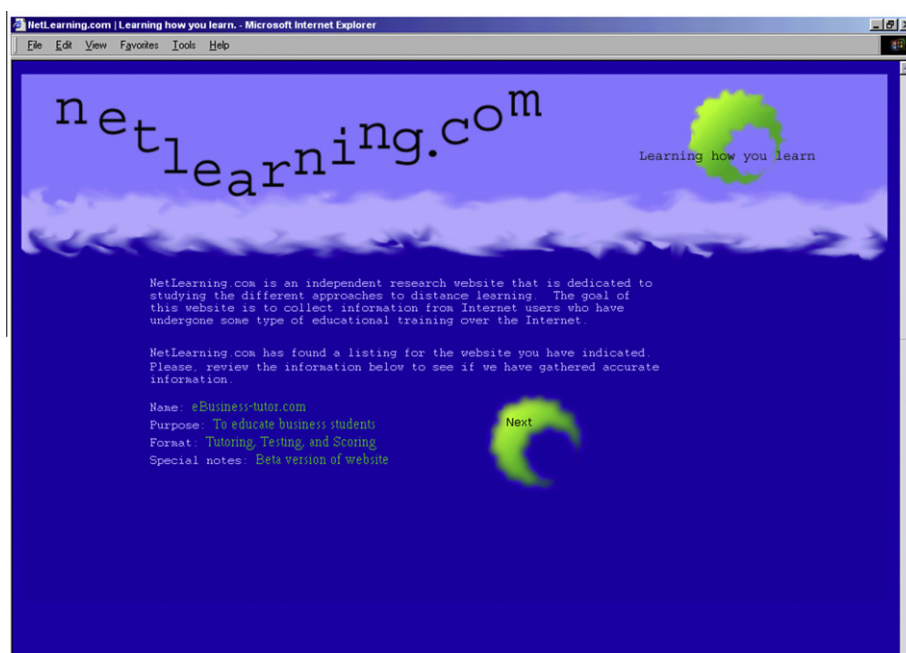 NetLearning.com | Learning how you learn. - Microsoft Internet Explorer
File Edit View Favorites Tools Help
netlearning.com
Learning how you learn
NetLearning.com is an independent research website that is dedicated to
studying the different approaches to distance learning. The goal of
this website is to collect information from Internet users who have
undergone some type of educational training over the Internet.
NetLearning.com has found a listing for the website you have indicated.
Please, review the information below to see if we have gathered accurate
information.
Name: eBusiness-tutor.com
Purpose: To educate business students
Format: Tutoring, Testing, and Scoring
Special notes: Beta version of website
Next